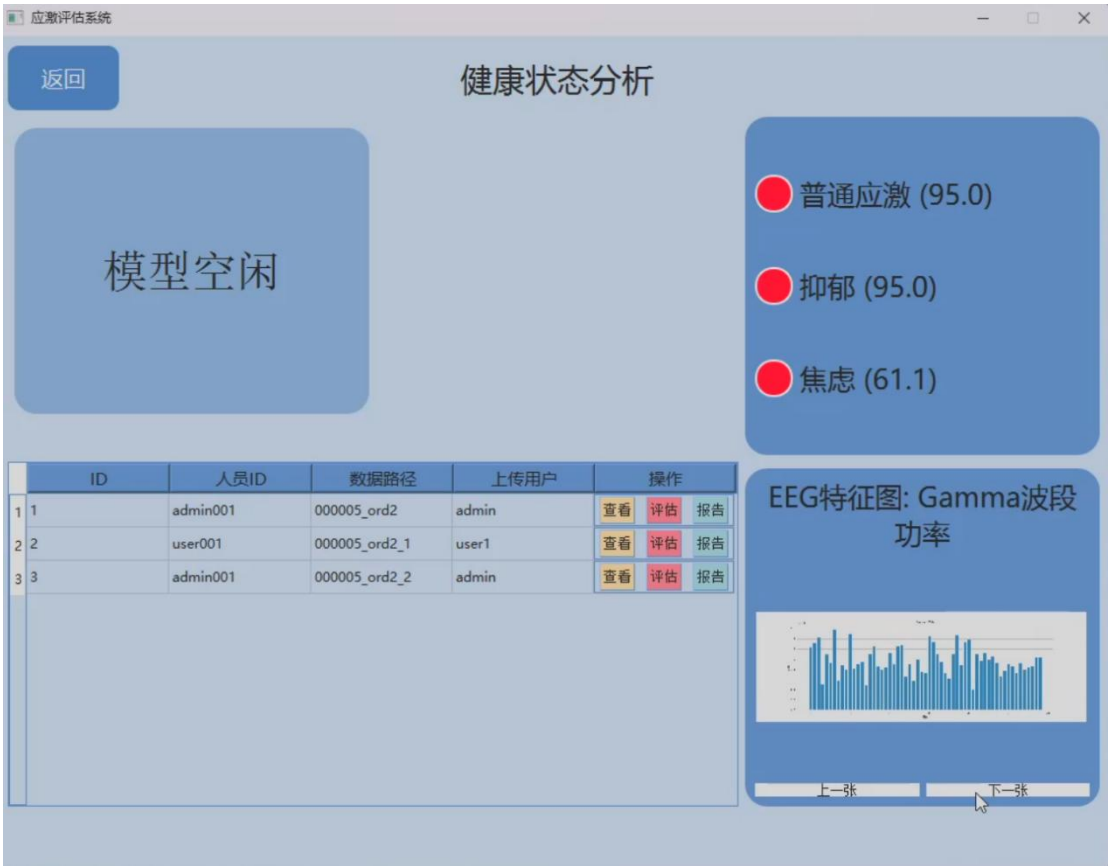 应激评估系统
返回
健康状态分析
模型空闲
普通应激 (95.0)
抑郁 (95.0)
焦虑 (61.1)
ID 人员ID 数据路径 上传用户 操作
1 1 admin001 000005_ord2 admin 查看 评估 报告
2 2 user001 000005_ord2_1 user1 查看 评估 报告
3 3 admin001 000005_ord2_2 admin 查看 评估 报告
EEG特征图: Gamma波段
功率
上一张 下一张